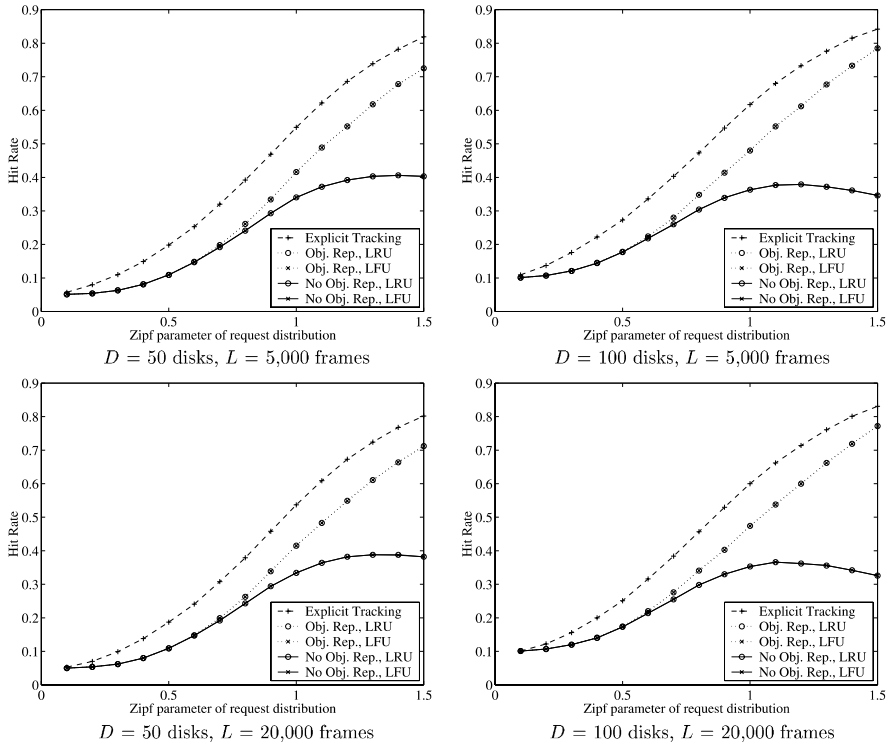 0.9
0.8
0.7
0.6
0.5
0.4
0.3
0.2
0.1
0
Hit Rate
Explicit Tracking
Obj. Rep., LRU
Obj. Rep., LFU
No Obj. Rep., LRU
No Obj. Rep., LFU
0 0.5 1 1.5
Zipf parameter of request distribution
D = 50 disks, L = 5,000 frames
0.9
0.8
0.7
0.6
0.5
0.4
0.3
0.2
0.1
0
Hit Rate
Explicit Tracking
Obj. Rep., LRU
Obj. Rep., LFU
No Obj. Rep., LRU
No Obj. Rep., LFU
0 0.5 1 1.5
Zipf parameter of request distribution
D = 100 disks, L = 5,000 frames
0.9
0.8
0.7
0.6
0.5
0.4
0.3
0.2
0.1
0
Hit Rate
Explicit Tracking
Obj. Rep., LRU
Obj. Rep., LFU
No Obj. Rep., LRU
No Obj. Rep., LFU
0 0.5 1 1.5
Zipf parameter of request distribution
D = 50 disks, L = 20,000 frames
0.9
0.8
0.7
0.6
0.5
0.4
0.3
0.2
0.1
0
Hit Rate
Explicit Tracking
Obj. Rep., LRU
Obj. Rep., LFU
No Obj. Rep., LRU
No Obj. Rep., LFU
0 0.5 1 1.5
Zipf parameter of request distribution
D = 100 disks, L = 20,000 frames